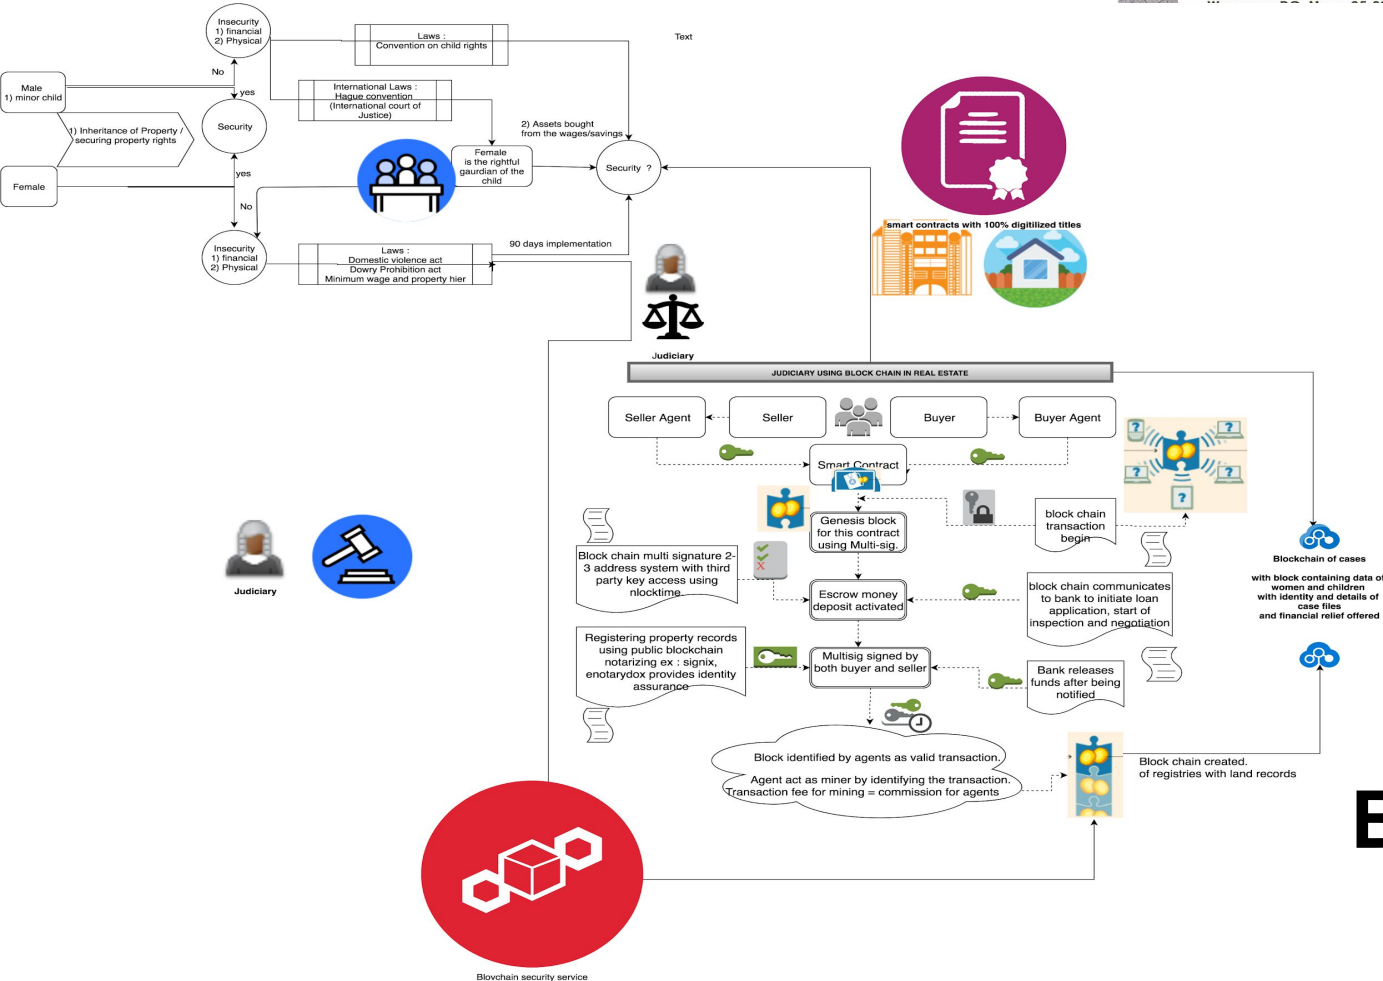 Insecurity
1) financial
2) Physical
Laws :
Convention on child rights
Text
No
Male
1) minor child
yes
International Laws :
Hague convention
(International court of
Justice)
1) Inheritance of Property /
securing property rights
Security
2) Assets bought
from the wages/savings
Female
is the rightful
gaurdian of the
child
Security ?
Female
yes
No
smart contracts with 100% digitilized titles
Insecurity
1) financial
2) Physical
Laws :
Domestic violence act
Dowry Prohibition act
Minimum wage and property hier
90 days implementation
Judiciary
JUDICIARY USING BLOCK CHAIN IN REAL ESTATE
Seller Agent
Seller
Buyer
Buyer Agent
Smart Contract
Genesis block
for this contract
using Multi-sig.
block chain
transaction
begin
Block chain multi signature 2-
3 address system with third
party key access using
nlocktime.
Escrow money
deposit activated
block chain communicates
to bank to initiate loan
application, start of
inspection and negotiation
Blockchain of cases
with block containing data of
women and children
with identity and details of
case files
and financial relief offered
Judiciary
Registering property records
using public blockchain
notarizing ex : signix,
enotarydox provides identity
assurance
Multisig signed by
both buyer and seller
Bank releases
funds after being
notified
Block identified by agents as valid transaction.
Agent act as miner by identifying the transaction.
Transaction fee for mining = commission for agents
Block chain created.
of registries with land records
Blovchain security service